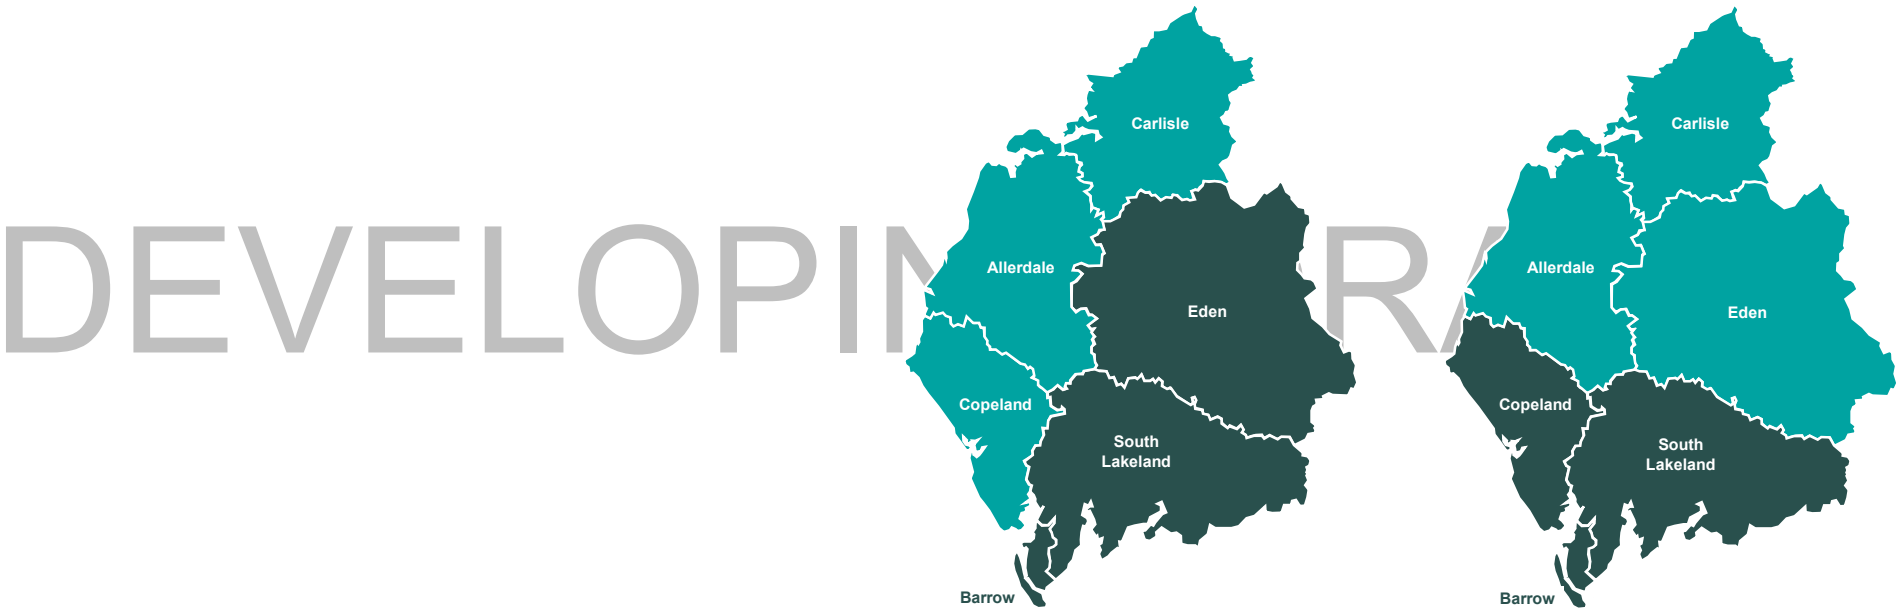 DEVELOPIN RA
Carlisle
Allerdale
Eden
Copeland
South
Lakeland
Barrow
Carlisle
Allerdale
Eden
Copeland
South
Lakeland
Barrow